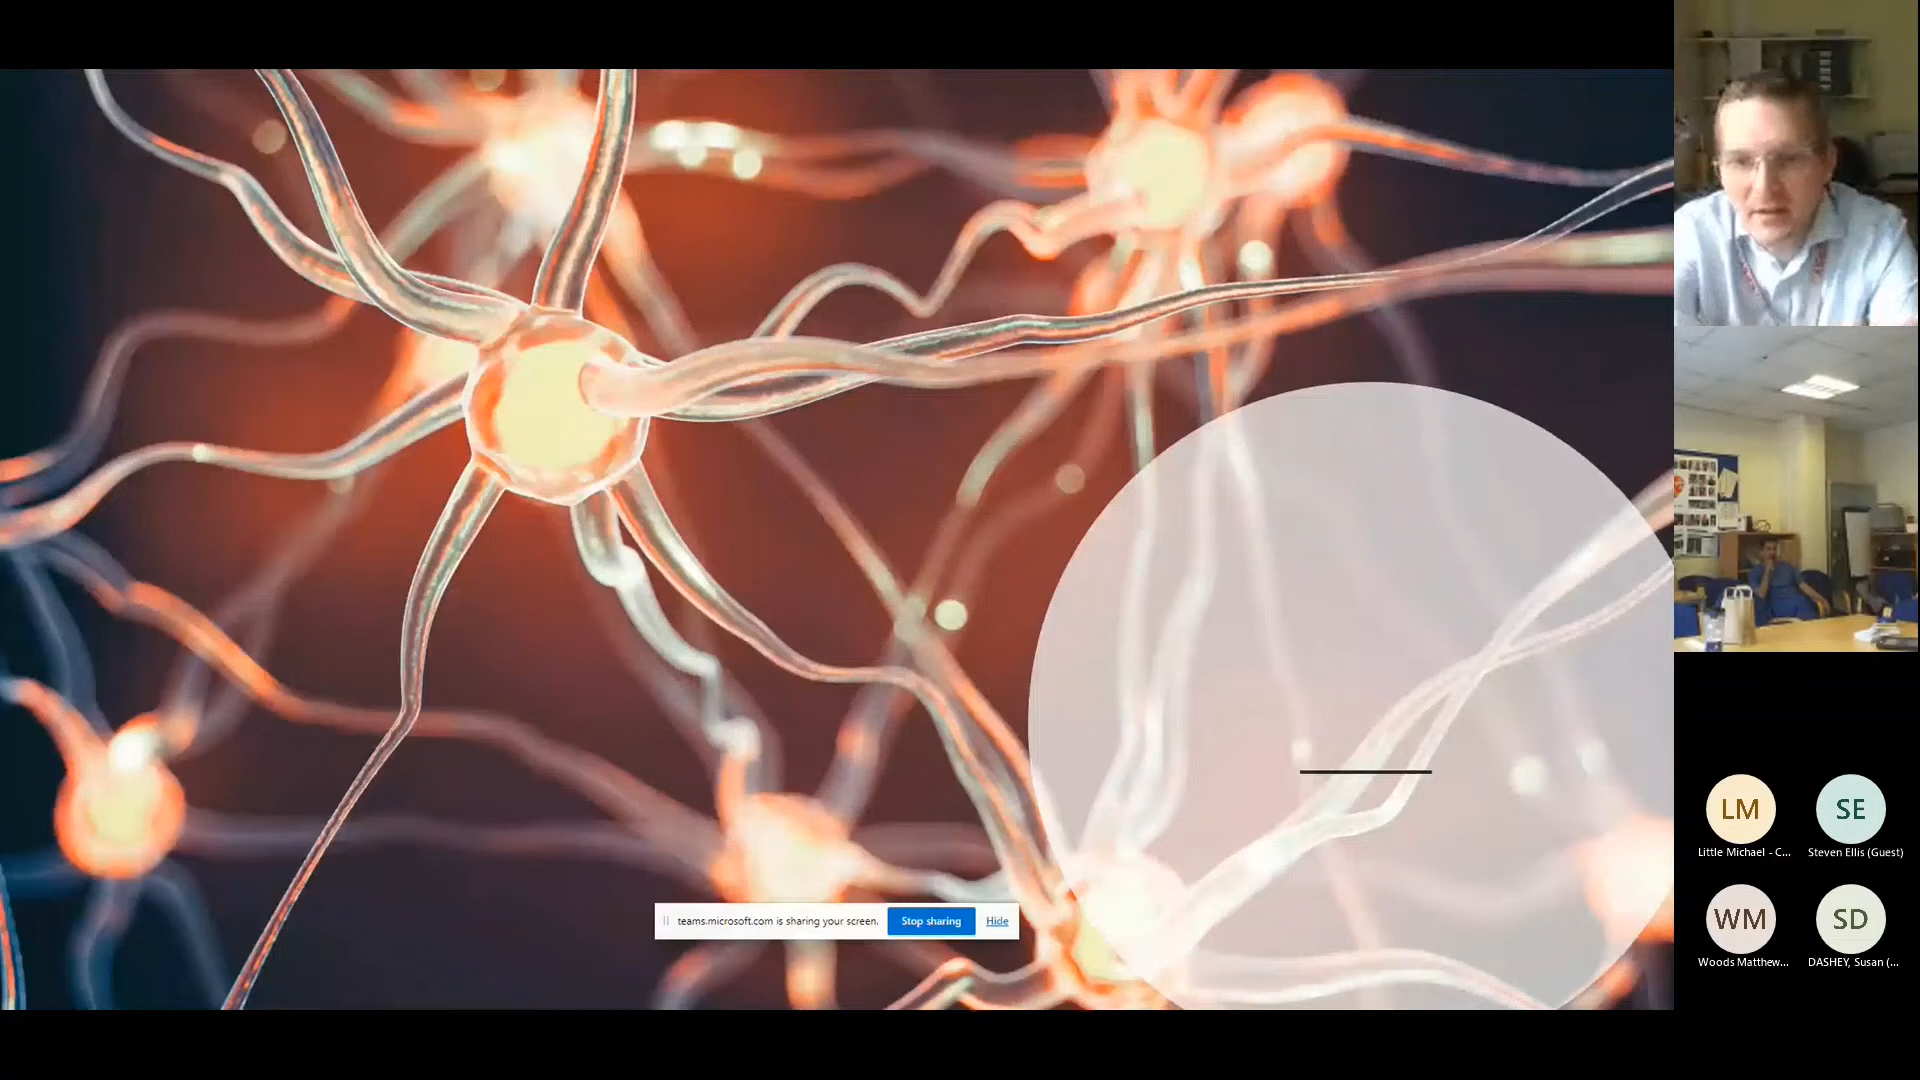 teams.microsoft.com is sharing your screen.
Stop sharing
Hide
LM
SE
Little Michael - C...
Steven Ellis (Guest)
WM
SD
Woods Matthew...
DASHEY, Susan (...